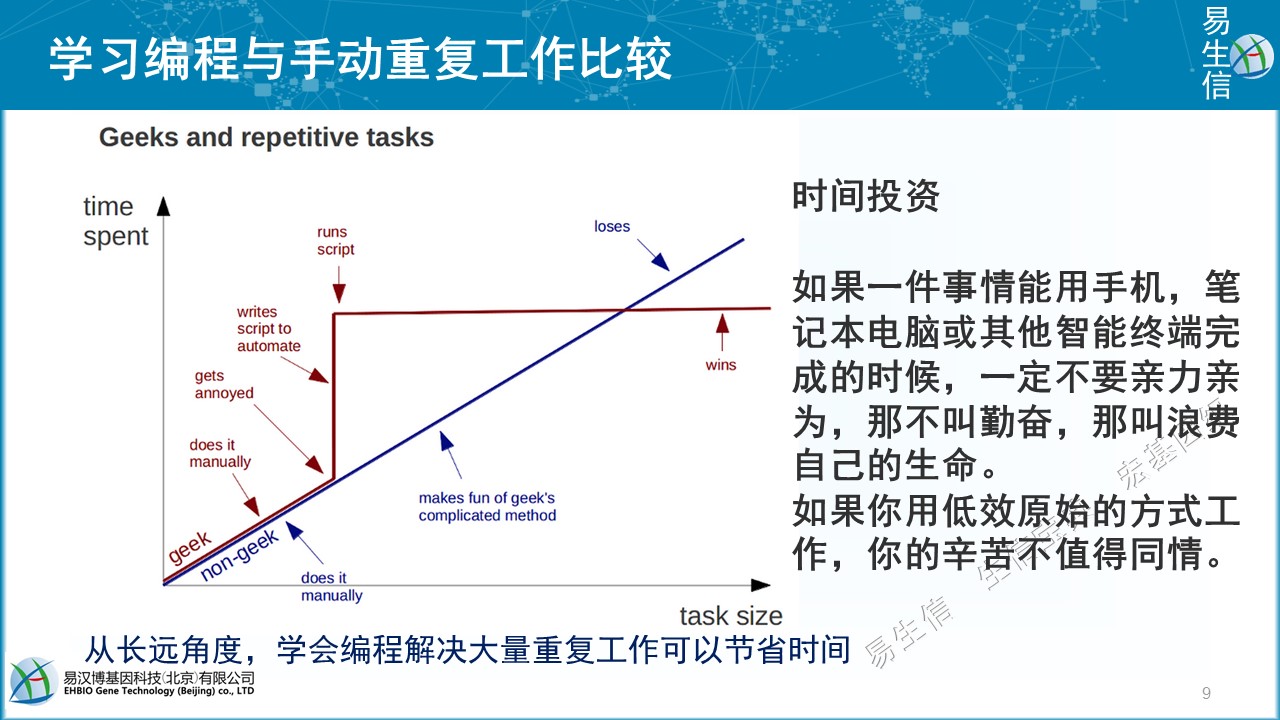 学习编程与手动重复工作比较
易
生
信
Geeks and repetitive tasks
time
spent
runs
script
loses
writes
script to
automate
gets
annoyed
wins
does it
manually
makes fun of geek's
complicated method
geek
non-geek
does it
manually
task size
时间投资
如果一件事情能用手机，笔
记本电脑或其他智能终端完
成的时候，一定不要亲力亲
为，那不叫勤奋，那叫浪费
自己的生命。
如果你用低效原始的方式工
作，你的辛苦不值得同情。
从长远角度，学会编程解决大量重复工作可以节省时间
易汉博基因科技(北京)有限公司
EHBIO Gene Technology (Beijing) co., LTD
易生信
9